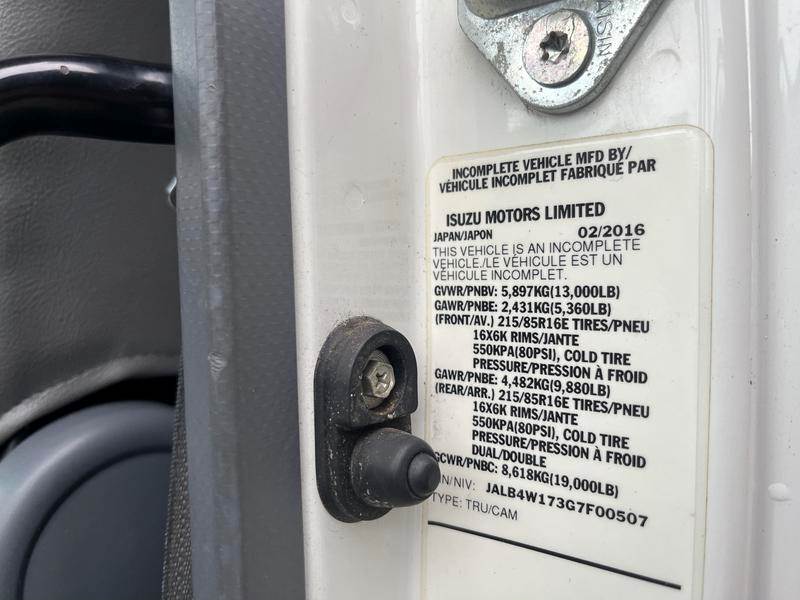 AISIN
INCOMPLETE VEHICLE MFD BY/
VÉHICULE INCOMPLET FABRIQUÉ PAR
ISUZU MOTORS LIMITED
JAPAN/JAPON 02/2016
THIS VEHICLE IS AN INCOMPLETE
VEHICLE./LE VÉHICULE EST UN
VÉHICULE INCOMPLET.
GVWR/PNBV: 5,897KG(13,000LB)
GAWR/PNBE: 2,431KG(5,360LB)
(FRONT/AV.) 215/85R16E TIRES/PNEU
16X6K RIMS/JANTE
550KPA(80PSI), COLD TIRE
PRESSURE/PRESSION À FROID
GAWR/PNBE: 4,482KG(9,880LB)
(REAR/ARR.) 215/85R16E TIRES/PNEU
16X6K RIMS/JANTE
550KPA(80PSI), COLD TIRE
PRESSURE/PRESSION À FROID
DUAL/DOUBLE
GCWR/PNBC: 8,618KG(19,000LB)
IN/NIV: JALB4W173G7F00507
TYPE: TRU/CAM